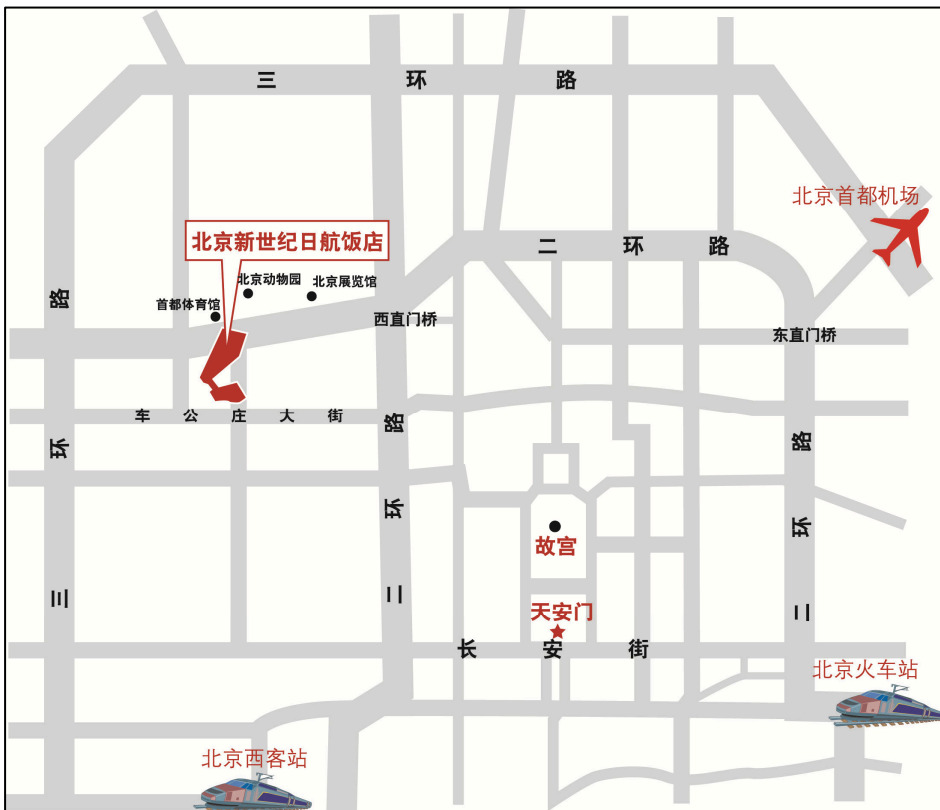 三环路
北京首都机场
北京新世纪日航饭店
二环路
北京动物园
北京展览馆
首都体育馆
西直门桥
东直门桥
三环路
车公庄大街
二环路
二环路
故宫
天安门
长安街
北京火车站
北京西客站